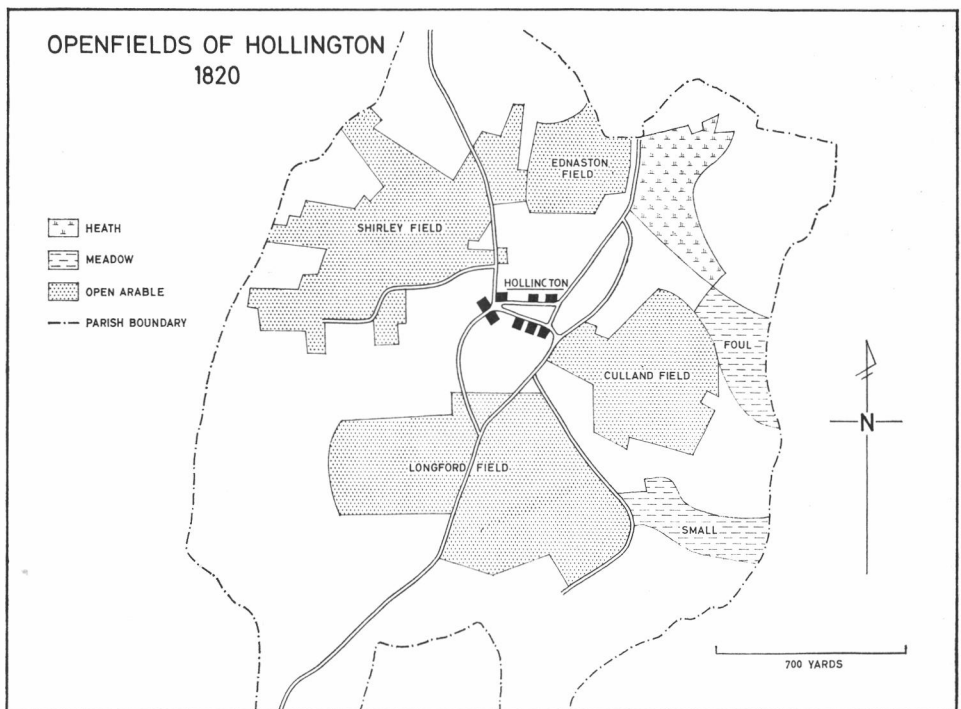 OPENFIELDS OF HOLLINGTON
1820
EDNASTON
FIELD
SHIRLEY FIELD
HEATH
MEADOW
OPEN ARABLE
PARISH BOUNDARY
HOLLINGTON
FOUL
CULLAND FIELD
N
LONGFORD FIELD
SMALL
700 YARDS